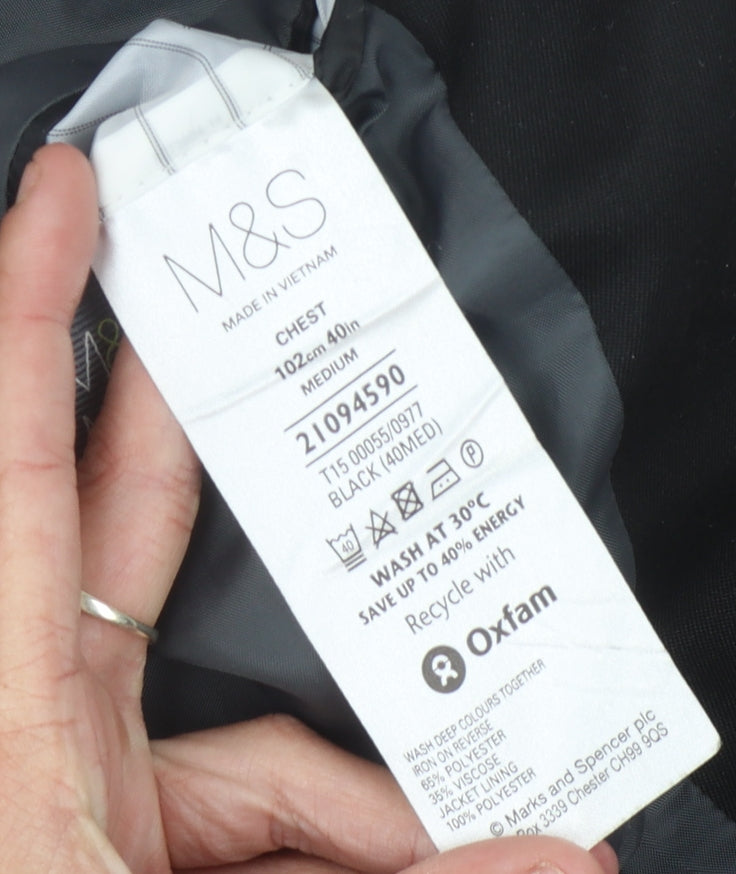 M&S
MADE IN VIETNAM
CHEST
102cm 40in
MEDIUM
21094590
T15 00055/0977
BLACK (40MED)
40
P
WASH AT 30°C
SAVE UP TO 40% ENERGY
Recycle with
Oxfam
WASH DEEP COLOURS TOGETHER
IRON ON REVERSE
65% POLYESTER
35% VISCOSE
JACKET LINING
100% POLYESTER
© Marks and Spencer plc
Box 3339 Chester CH99 9QS